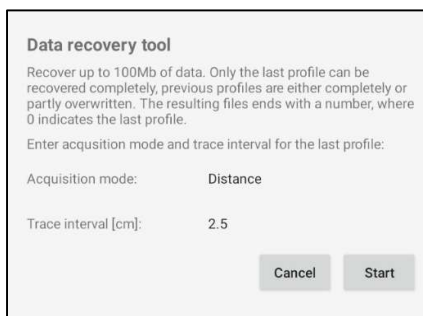 Data recovery tool
Recover up to 100Mb of data. Only the last profile can be
recovered completely, previous profiles are either completely or
partly overwritten. The resulting files ends with a number, where
0 indicates the last profile.
Enter acqusition mode and trace interval for the last profile:
Acquisition mode: Distance
Trace interval [cm]: 2.5
Cancel Start